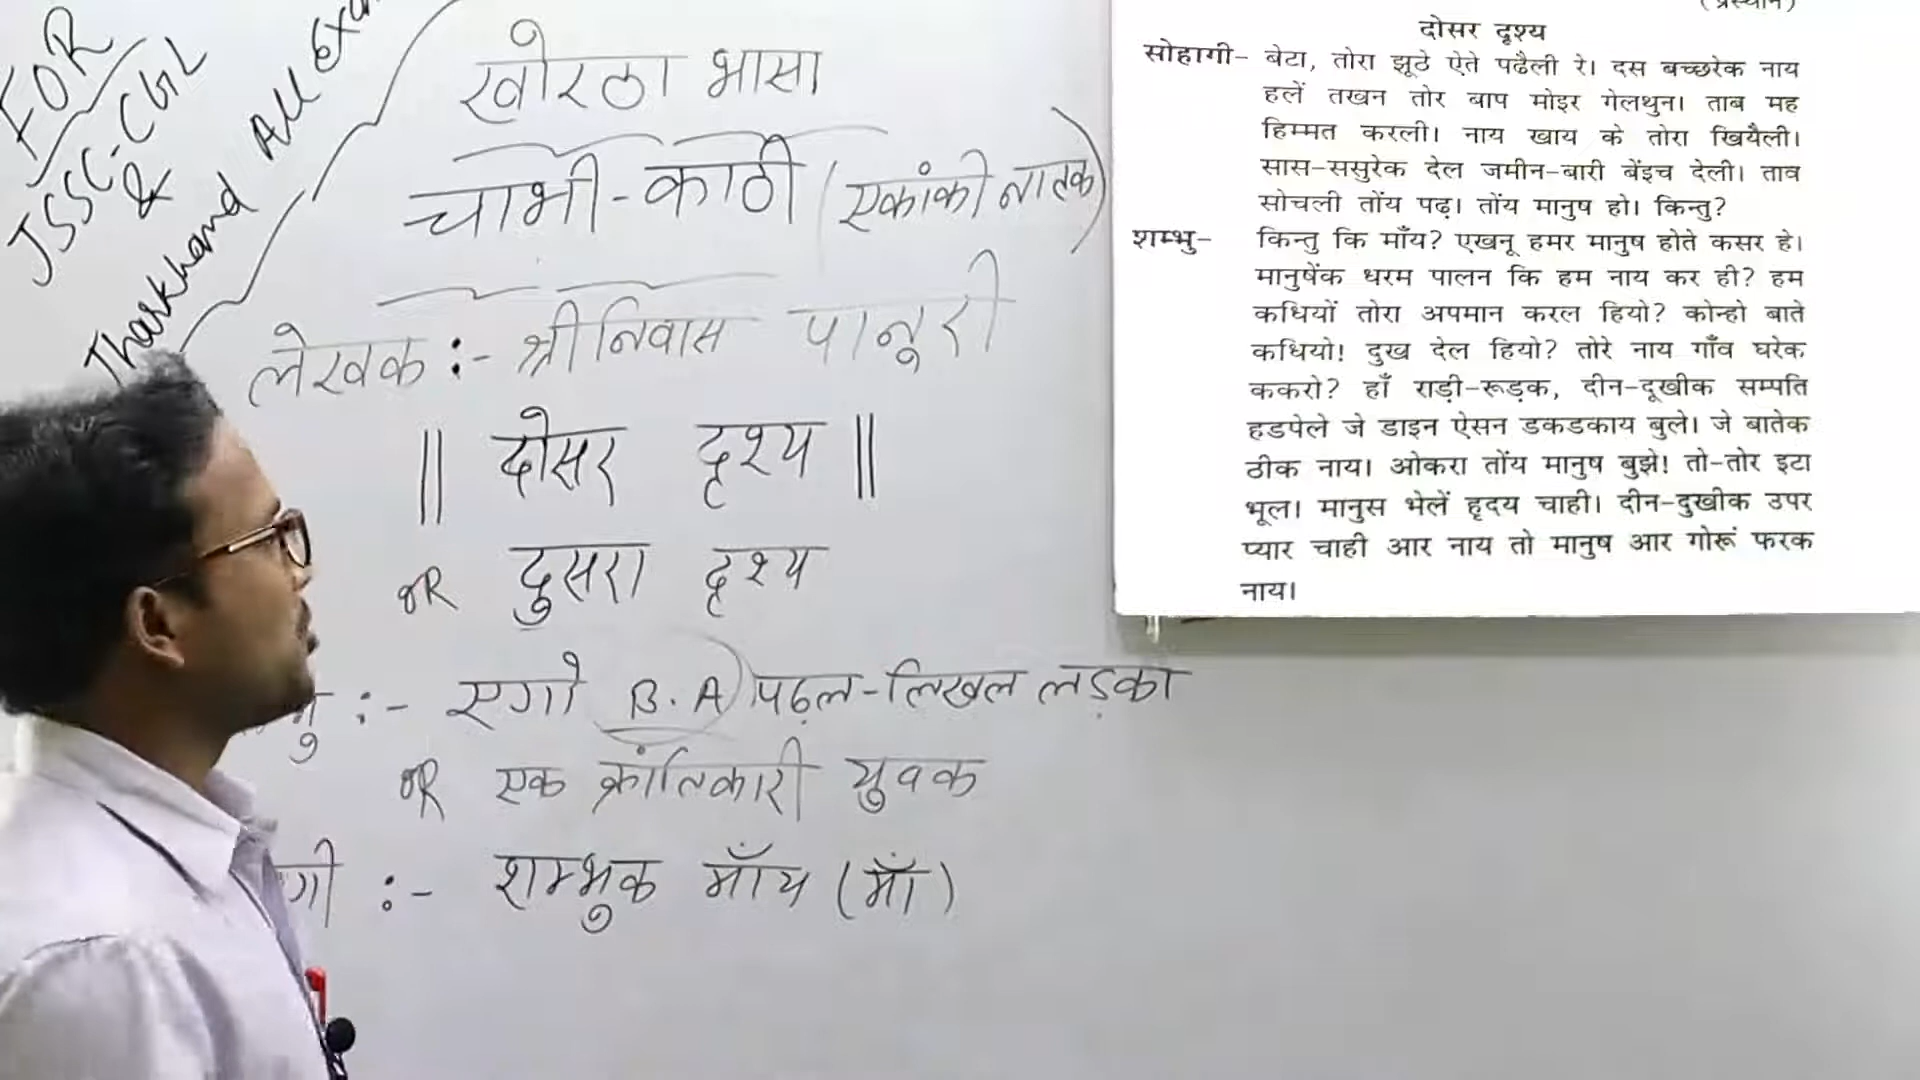 FOR
JSSC-CGL
&
Jharkhand All Exam
खोरठा भासा
चाभी-काठी (एकांकी नाटक)
लेखक :- श्रीनिवास पानुरी
|| दोसर दृश्य ||
OR दुसरा दृश्य
:- एगो B.A पढ़ल-लिखल लड़का
OR एक क्रांतिकारी युवक
गी :- शम्भुक माँय (माँ)
(प्रस्थान)
दोसर दृश्य
सोहागी- बेटा, तोरा झूठे ऐते पढैली रे। दस बच्छरेक नाय
हलें तखन तोर बाप मोइर गेलथुन। ताब मह
हिम्मत करली। नाय खाय के तोरा खियैली।
सास-ससुरेक देल जमीन-बारी बेंइच देली। ताव
सोचली तोंय पढ़। तोंय मानुष हो। किन्तु?
शम्भु- किन्तु कि माँय? एखनू हमर मानुष होते कसर हे।
मानुषेंक धरम पालन कि हम नाय कर ही? हम
कधियों तोरा अपमान करल हियो? कोन्हो बाते
कधियो! दुख देल हियो? तोरे नाय गाँव घरेक
ककरो? हाँ राड़ी-रूड़क, दीन-दूखीक सम्पति
हडपेले जे डाइन ऐसन डकडकाय बुले। जे बातेक
ठीक नाय। ओकरा तोंय मानुष बुझे! तो-तोर इटा
भूल। मानुस भेलें हृदय चाही। दीन-दुखीक उपर
प्यार चाही आर नाय तो मानुष आर गोरूं फरक
नाय।